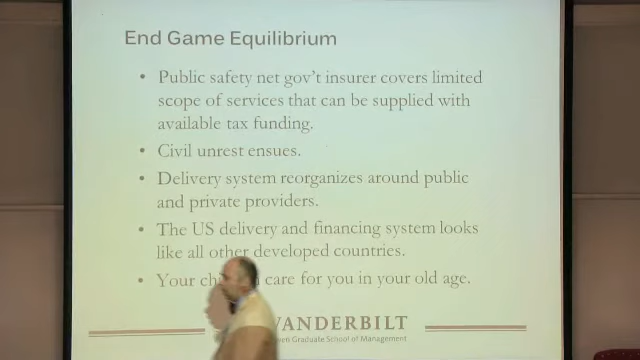 End Game Equilibrium
• Public safety net gov't insurer covers limited
scope of services that can be supplied with
available tax funding.
• Civil unrest ensues.
• Delivery system reorganizes around public
and private providers.
• The US delivery and financing system looks
like all other developed countries.
• Your care for you in your old age.
VANDERBILT
Graduate School of Management